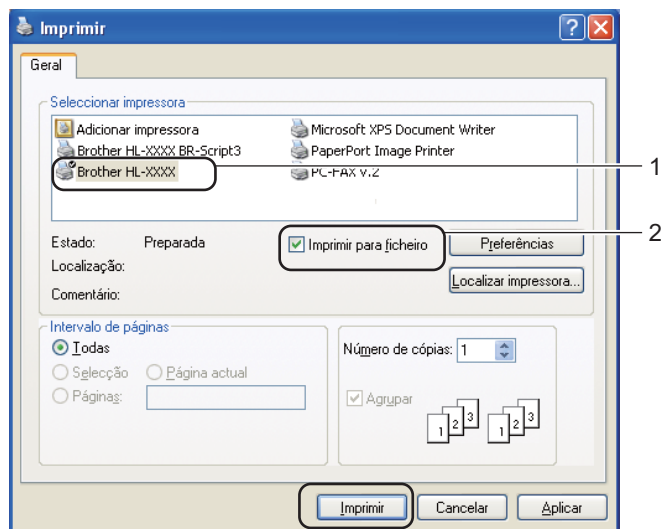 Imprimir
Geral
Seleccionar impressora
Adicionar impressora
Microsoft XPS Document Writer
Brother HL-XXXX BR-Script3
PaperPort Image Printer
Brother HL-XXXX
PC-FAX v.2
1
Estado: Preparada
Imprimir para ficheiro
Preferências
2
Localização:
Localizar impressora...
Comentário:
Intervalo de páginas
Todas
Número de cópias: 1
Selecção
Página actual
Páginas:
Agrupar
1 2 3 1 2 3
Imprimir
Cancelar
Aplicar